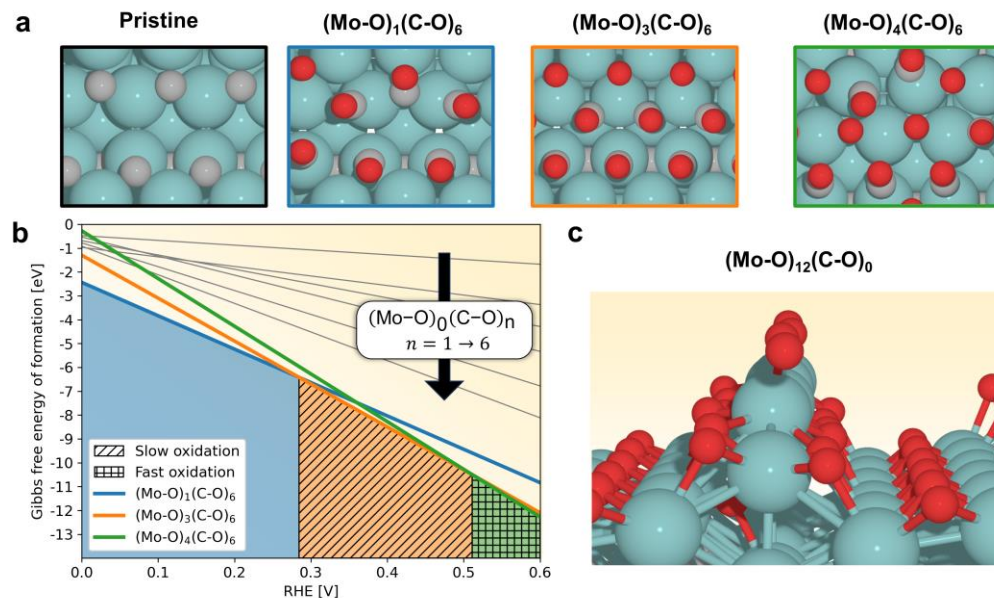 a
Pristine
(Mo-O)₁(C-O)₆
(Mo-O)₃(C-O)₆
(Mo-O)₄(C-O)₆
b
Gibbs free energy of formation [eV]
0
-1
-2
-3
-4
-5
-6
-7
-8
-9
-10
-11
-12
-13
(Mo−O)₀(C−O)ₙ
n = 1 → 6
Slow oxidation
Fast oxidation
(Mo-O)₁(C-O)₆
(Mo-O)₃(C-O)₆
(Mo-O)₄(C-O)₆
0.0 0.1 0.2 0.3 0.4 0.5 0.6
RHE [V]
c
(Mo-O)₁₂(C-O)₀